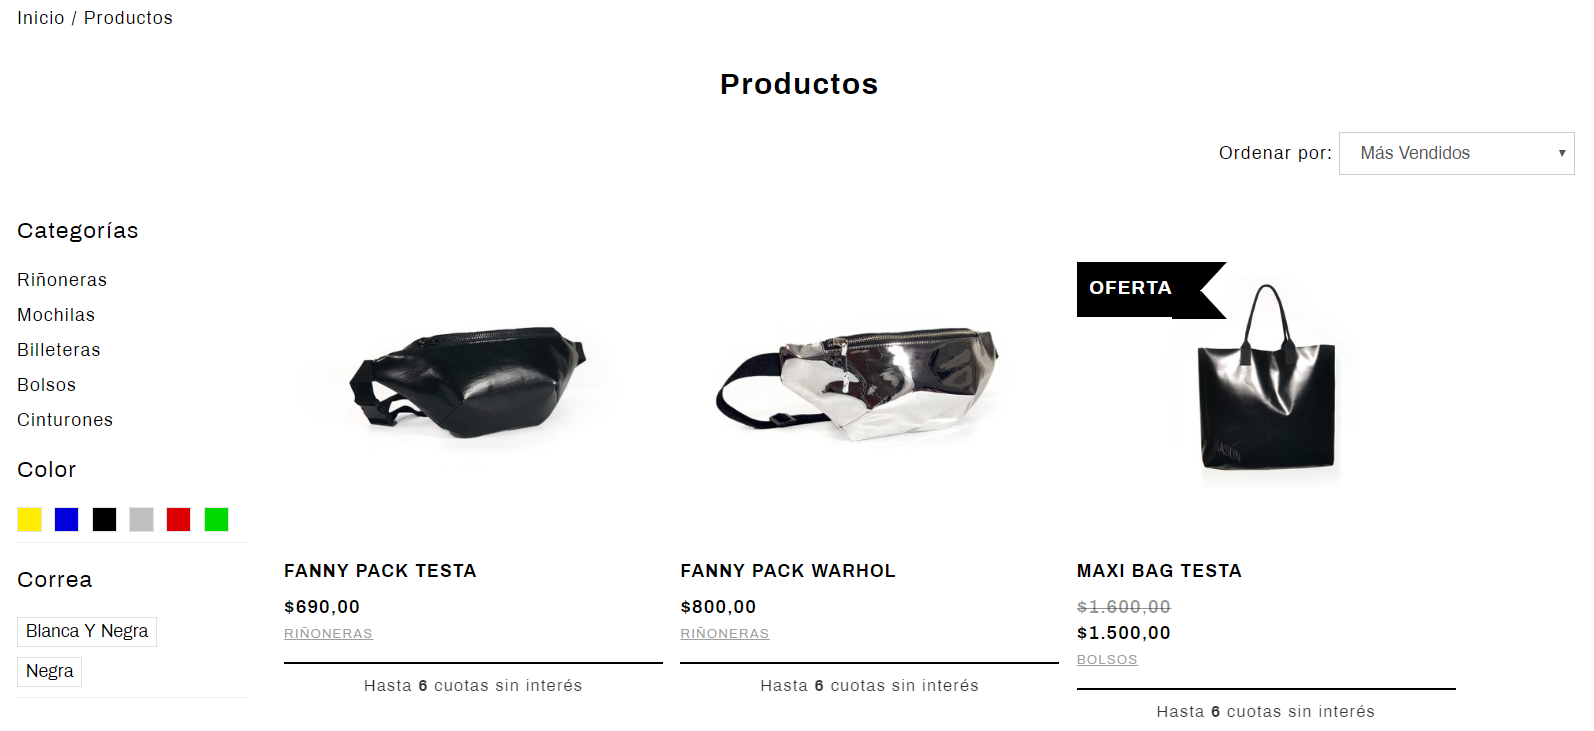 Inicio / Productos
Productos
Ordenar por: Más Vendidos
Categorías
Riñoneras
Mochilas
Billeteras
Bolsos
Cinturones
Color
Correa
Blanca Y Negra
Negra
FANNY PACK TESTA
$690,00
RIÑONERAS
Hasta 6 cuotas sin interés
FANNY PACK WARHOL
$800,00
RIÑONERAS
Hasta 6 cuotas sin interés
OFERTA
MAXI BAG TESTA
$1.600,00
$1.500,00
BOLSOS
Hasta 6 cuotas sin interés